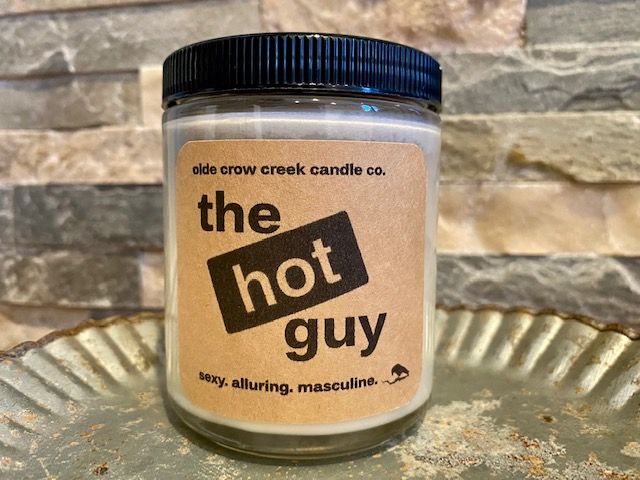 olde crow creek candle co.
the
hot
guy
sexy. alluring. masculine.